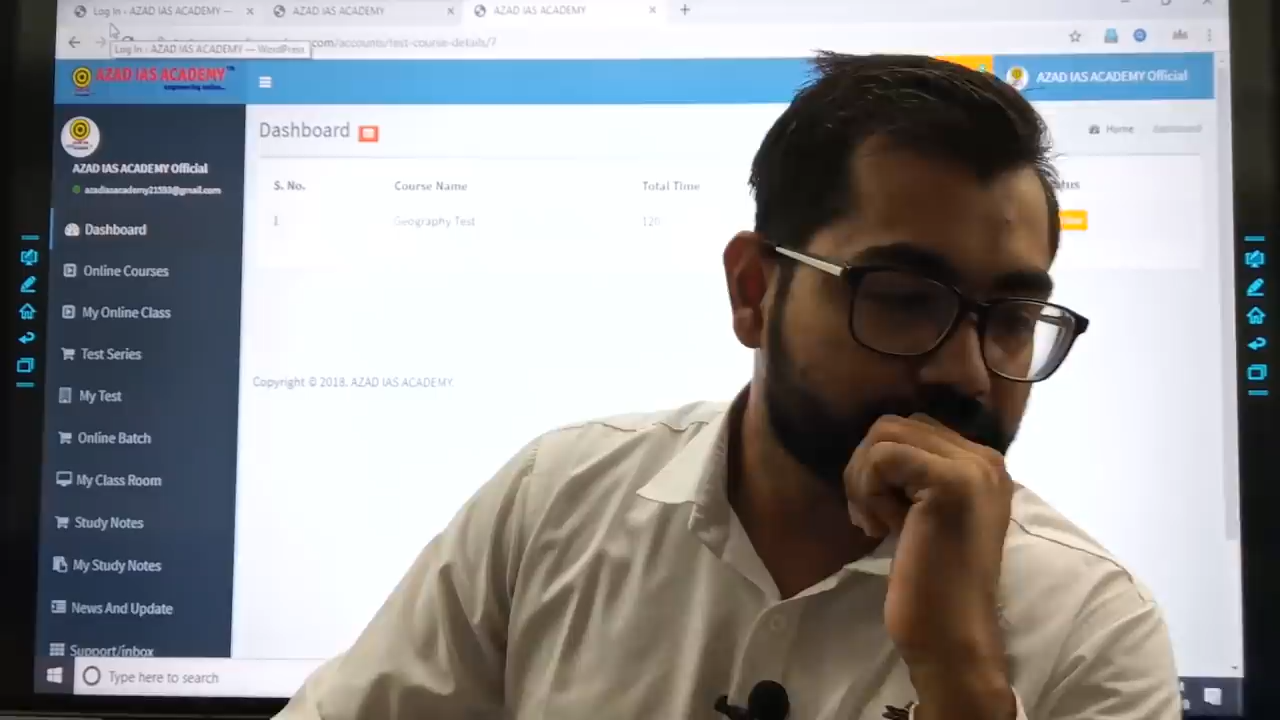 Log In - AZAD IAS ACADEMY —
AZAD IAS ACADEMY
AZAD IAS ACADEMY
Log In - AZAD IAS ACADEMY — WordPress
com/accounts/test-course-details/7
AZAD IAS ACADEMY™
AZAD IAS ACADEMY Official
Dashboard
Home
Dashboard
AZAD IAS ACADEMY Official
S. No.
Course Name
Total Time
1
Geography Test
120
Dashboard
Online Courses
My Online Class
Test Series
Copyright © 2018. AZAD IAS ACADEMY.
My Test
Online Batch
My Class Room
Study Notes
My Study Notes
News And Update
Support/inbox
Type here to search